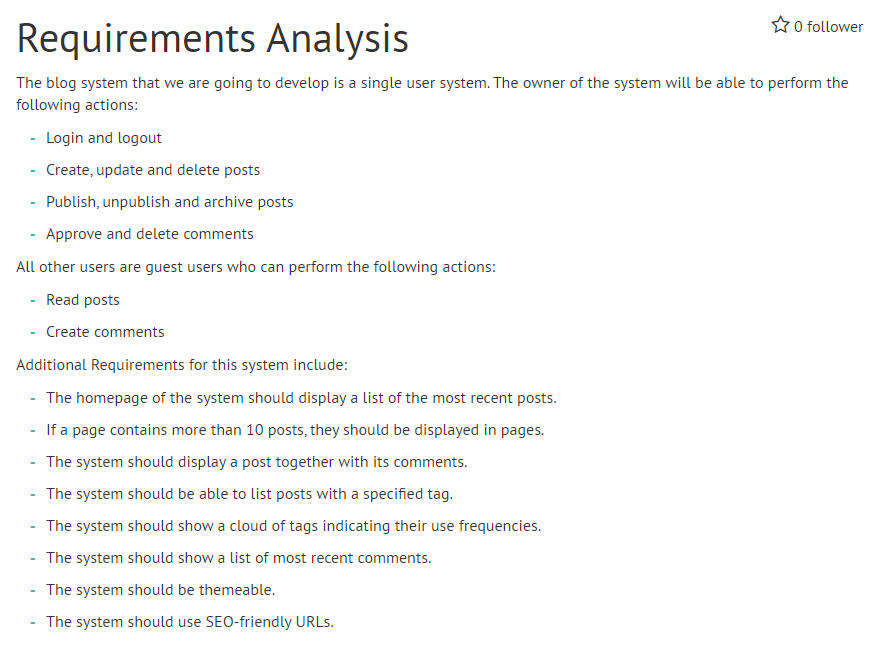 Requirements Analysis
0 follower
The blog system that we are going to develop is a single user system. The owner of the system will be able to perform the
following actions:
- Login and logout
- Create, update and delete posts
- Publish, unpublish and archive posts
- Approve and delete comments
All other users are guest users who can perform the following actions:
- Read posts
- Create comments
Additional Requirements for this system include:
- The homepage of the system should display a list of the most recent posts.
- If a page contains more than 10 posts, they should be displayed in pages.
- The system should display a post together with its comments.
- The system should be able to list posts with a specified tag.
- The system should show a cloud of tags indicating their use frequencies.
- The system should show a list of most recent comments.
- The system should be themeable.
- The system should use SEO-friendly URLs.